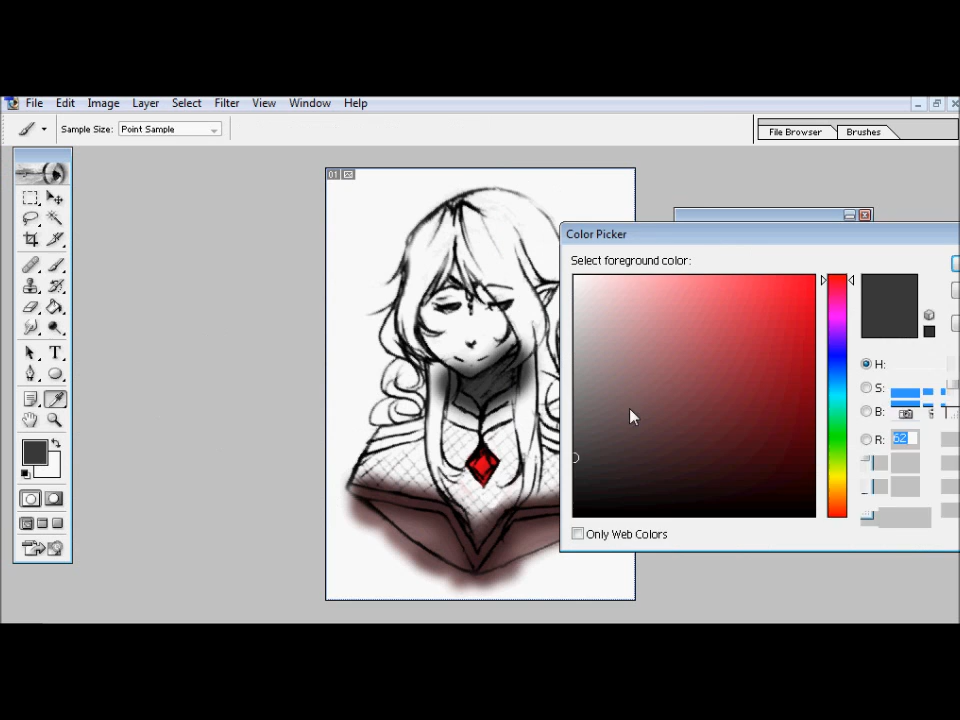 File Edit Image Layer Select Filter View Window Help
Sample Size: Point Sample
File Browser Brushes
01
Color Picker
Select foreground color:
H:
S:
B:
R: 62
Only Web Colors